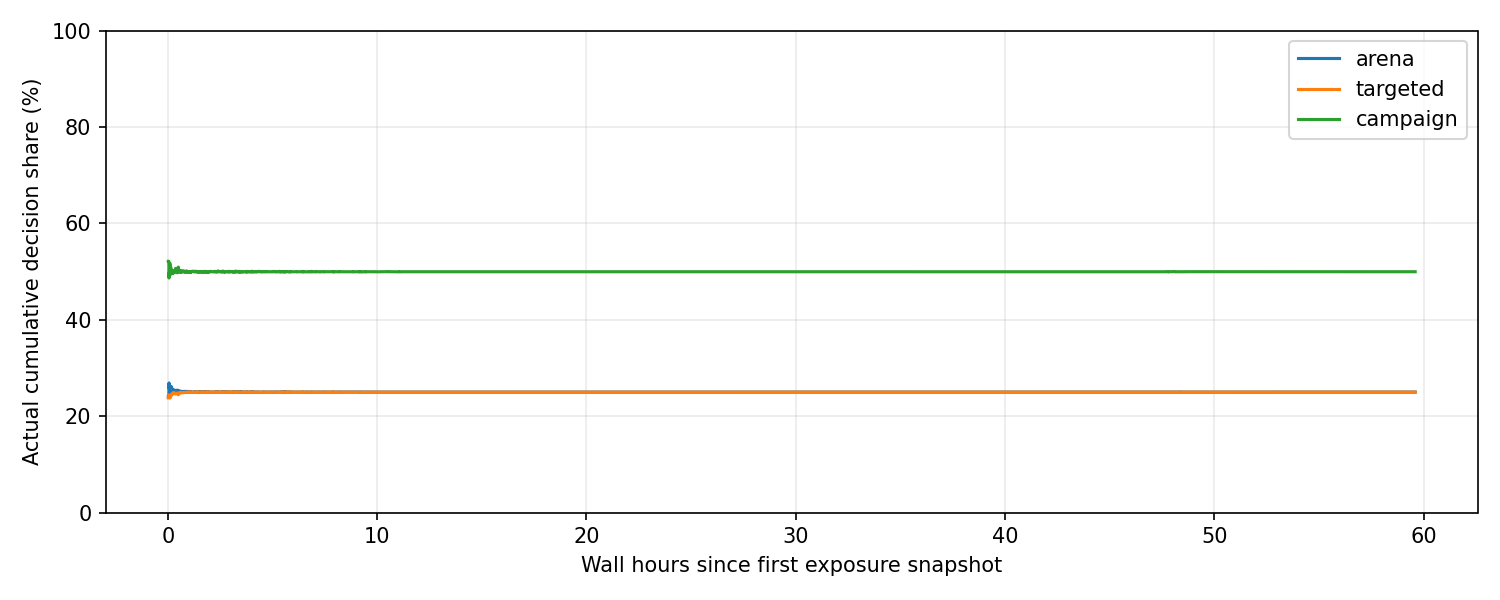 Actual cumulative decision share (%)
100
80
60
40
20
0
arena
targeted
campaign
0 10 20 30 40 50 60
Wall hours since first exposure snapshot